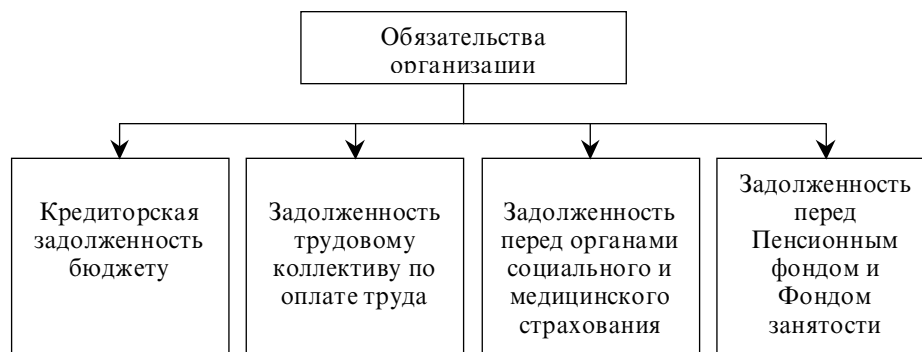 Обязательства
организации
Кредиторская
задолженность
бюджету
Задолженность
трудовому
коллективу по
оплате труда
Задолженность
перед органами
социального и
медицинского
страхования
Задолженность
перед
Пенсионным
фондом и
Фондом
занятости